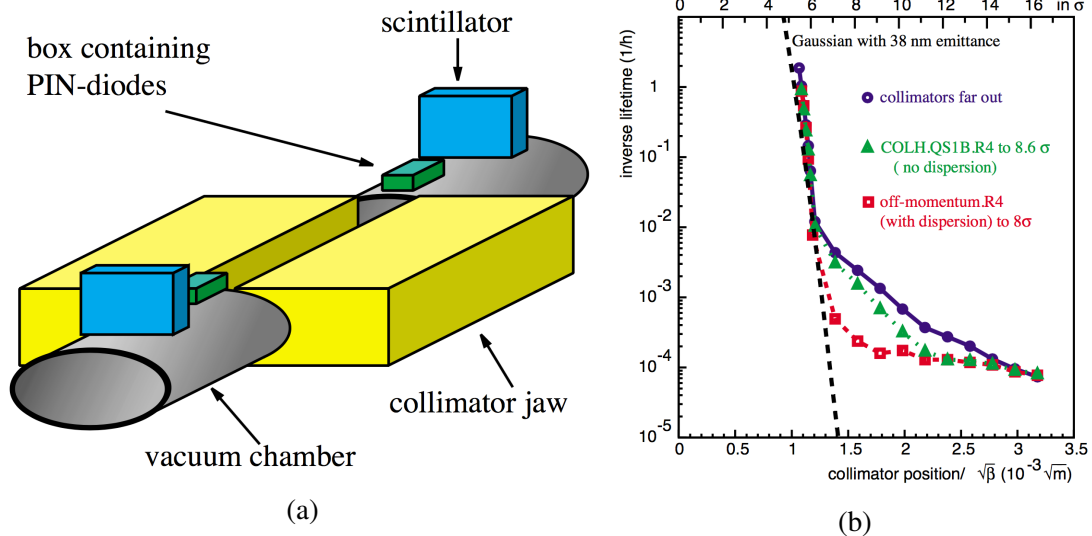 scintillator
box containing
PIN-diodes
collimator jaw
vacuum chamber
(a)
0 2 4 6 8 10 12 14 16 in σ
Gaussian with 38 nm emittance
collimators far out
COLH.QS1B.R4 to 8.6 σ
( no dispersion)
off-momentum.R4
(with dispersion) to 8σ
inverse lifetime (1/h)
1
10⁻¹
10⁻²
10⁻³
10⁻⁴
10⁻⁵
0 0.5 1 1.5 2 2.5 3 3.5
collimator position/ √β (10⁻³ √m)
(b)